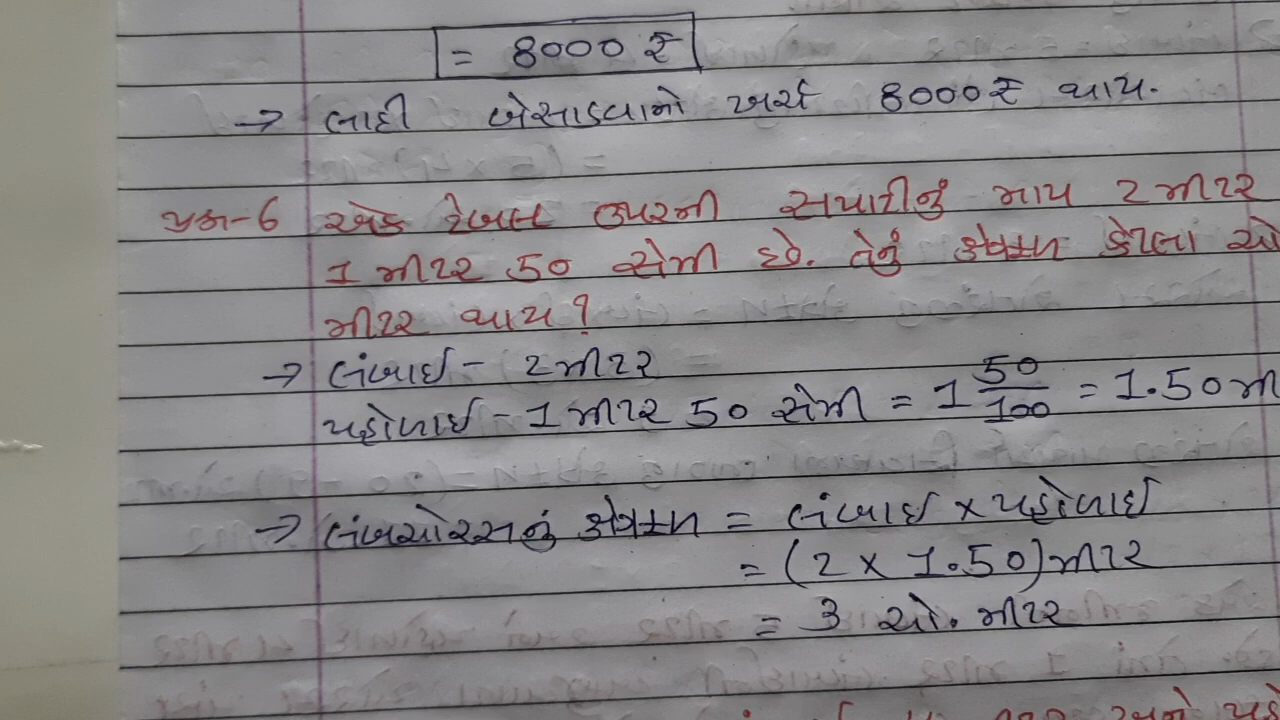 = 8000 ₹
→ લાદી બેસાડવાનો ખર્ચ 8000 ₹ થાય.
પ્રશ્ન-6 એક ટેબલ ઉપરની સપાટીનું માપ 2 મીટર
1 મીટર 50 સેમી છે. તેનું ક્ષેત્રફળ કેટલા ચો
મીટર થાય?
→ લંબાઈ - 2 મીટર
પહોળાઈ - 1 મીટર 50 સેમી = 1 50/100 = 1.50 મ
→ લંબચોરસનું ક્ષેત્રફળ = લંબાઈ × પહોળાઈ
= (2 × 1.50) મીટર
= 3 ચો. મીટર